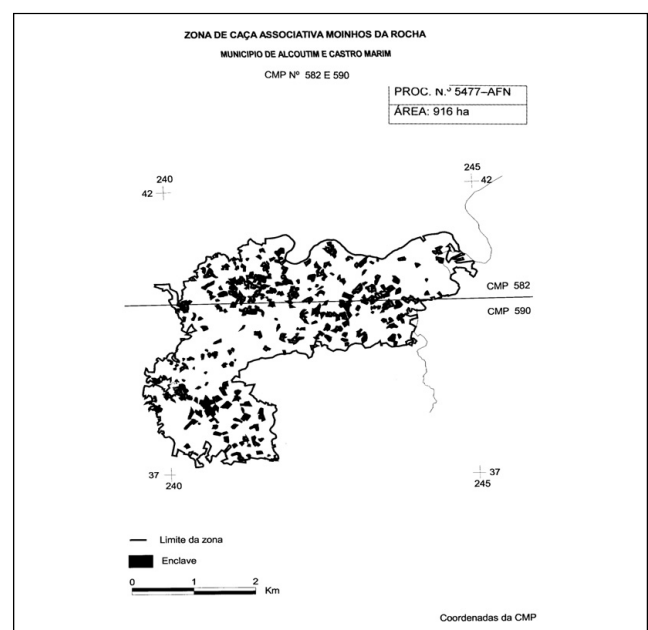 ZONA DE CAÇA ASSOCIATIVA MOINHOS DA ROCHA
MUNICIPIO DE ALCOUTIM E CASTRO MARIM
CMP Nº 582 E 590
PROC. N.º 5477–AFN
ÁREA: 916 ha
240
42
245
42
CMP 582
CMP 590
37
240
37
245
Limite da zona
Enclave
0 1 2
Km
Coordenadas da CMP